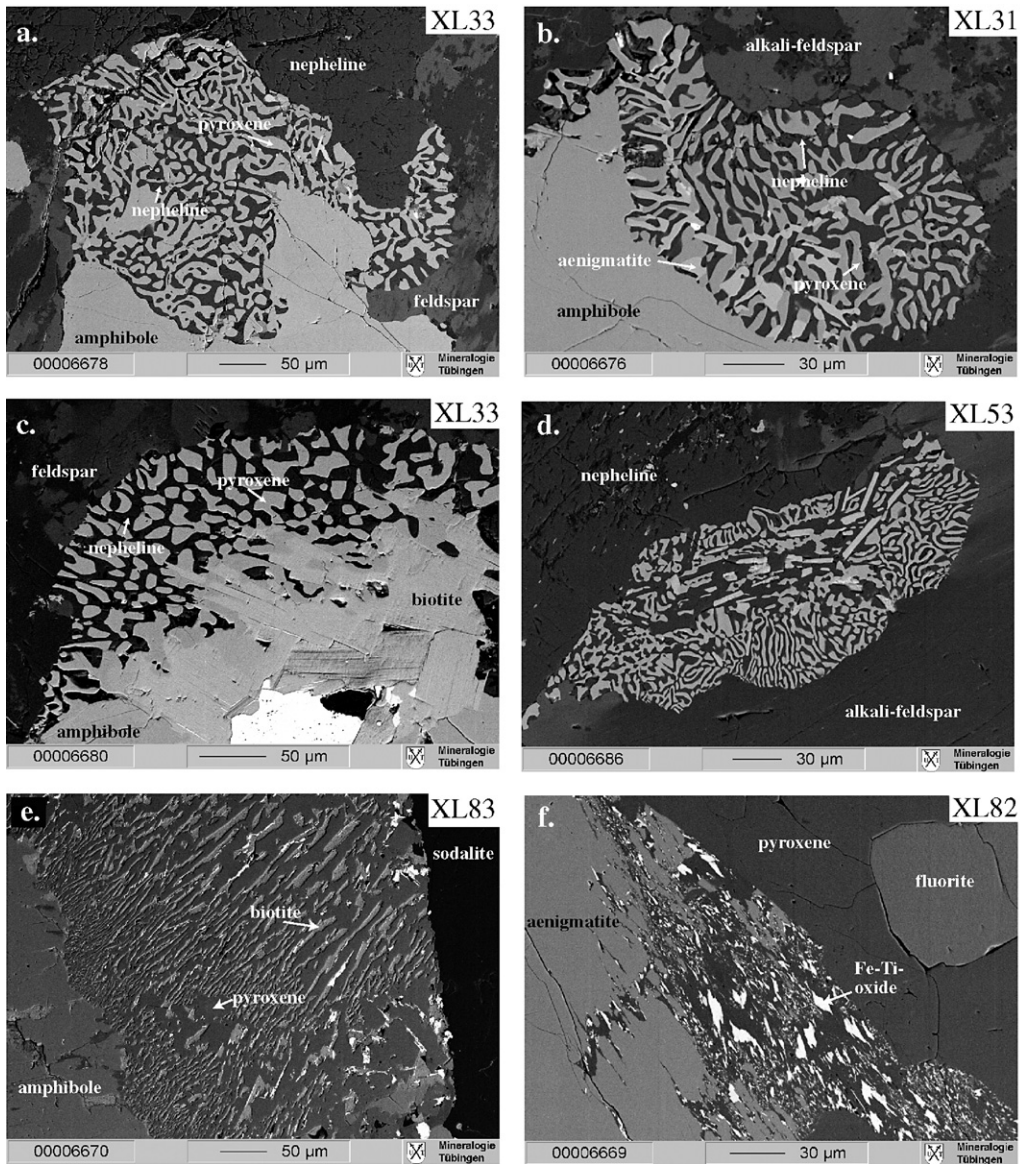 a.
XL33
nepheline
pyroxene
nepheline
feldspar
amphibole
00006678
50 µm
Mineralogie
Tübingen
b.
XL31
alkali-feldspar
nepheline
aenigmatite
pyroxene
amphibole
00006676
30 µm
Mineralogie
Tübingen
c.
XL33
feldspar
pyroxene
nepheline
biotite
amphibole
00006680
50 µm
Mineralogie
Tübingen
d.
XL53
nepheline
alkali-feldspar
00006686
30 µm
Mineralogie
Tübingen
e.
XL83
sodalite
biotite
pyroxene
amphibole
00006670
50 µm
Mineralogie
Tübingen
f.
XL82
pyroxene
fluorite
aenigmatite
Fe-Ti-
oxide
00006669
30 µm
Mineralogie
Tübingen